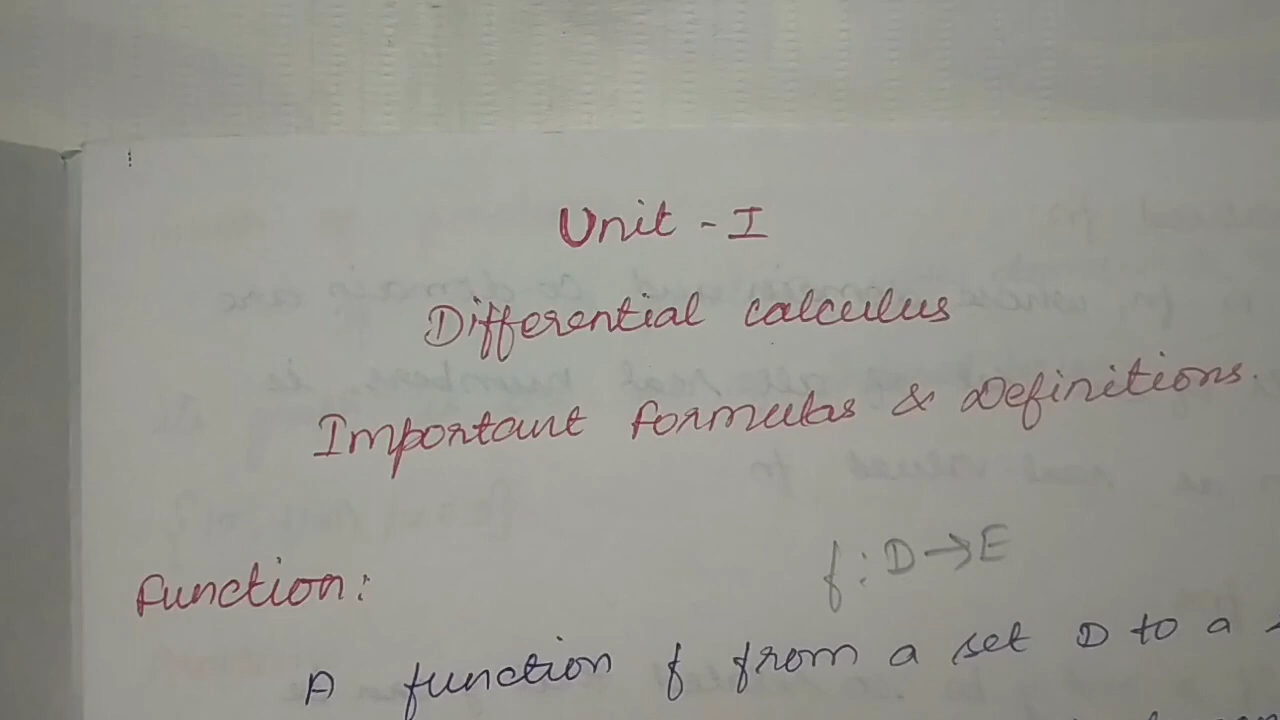 Unit - I
Differential calculus
Important formulas & Definitions.
Function:
f : D → E
A function f from a set D to a